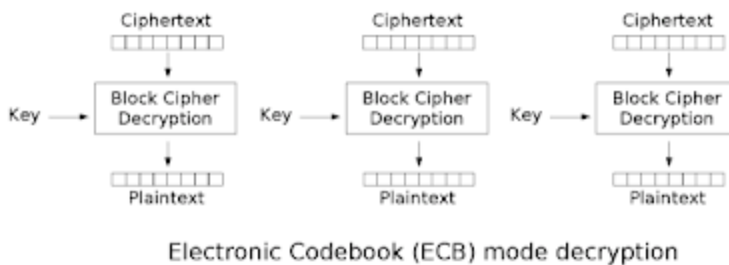 Ciphertext Ciphertext Ciphertext
Key Block Cipher Decryption Key Block Cipher Decryption Key Block Cipher Decryption
Plaintext Plaintext Plaintext
Electronic Codebook (ECB) mode decryption